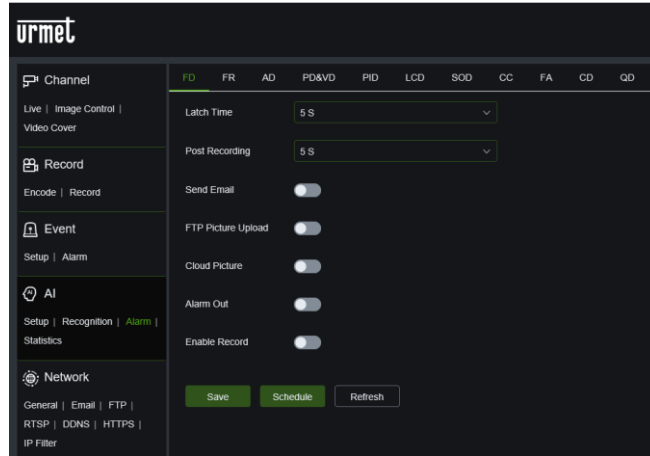 urmet
Channel
Live | Image Control |
Video Cover
Record
Encode | Record
Event
Setup | Alarm
AI
Setup | Recognition | Alarm |
Statistics
Network
General | Email | FTP |
RTSP | DDNS | HTTPS |
IP Filter
FD FR AD PD&VD PID LCD SOD CC FA CD QD
Latch Time 5 S
Post Recording 5 S
Send Email
FTP Picture Upload
Cloud Picture
Alarm Out
Enable Record
Save Schedule Refresh